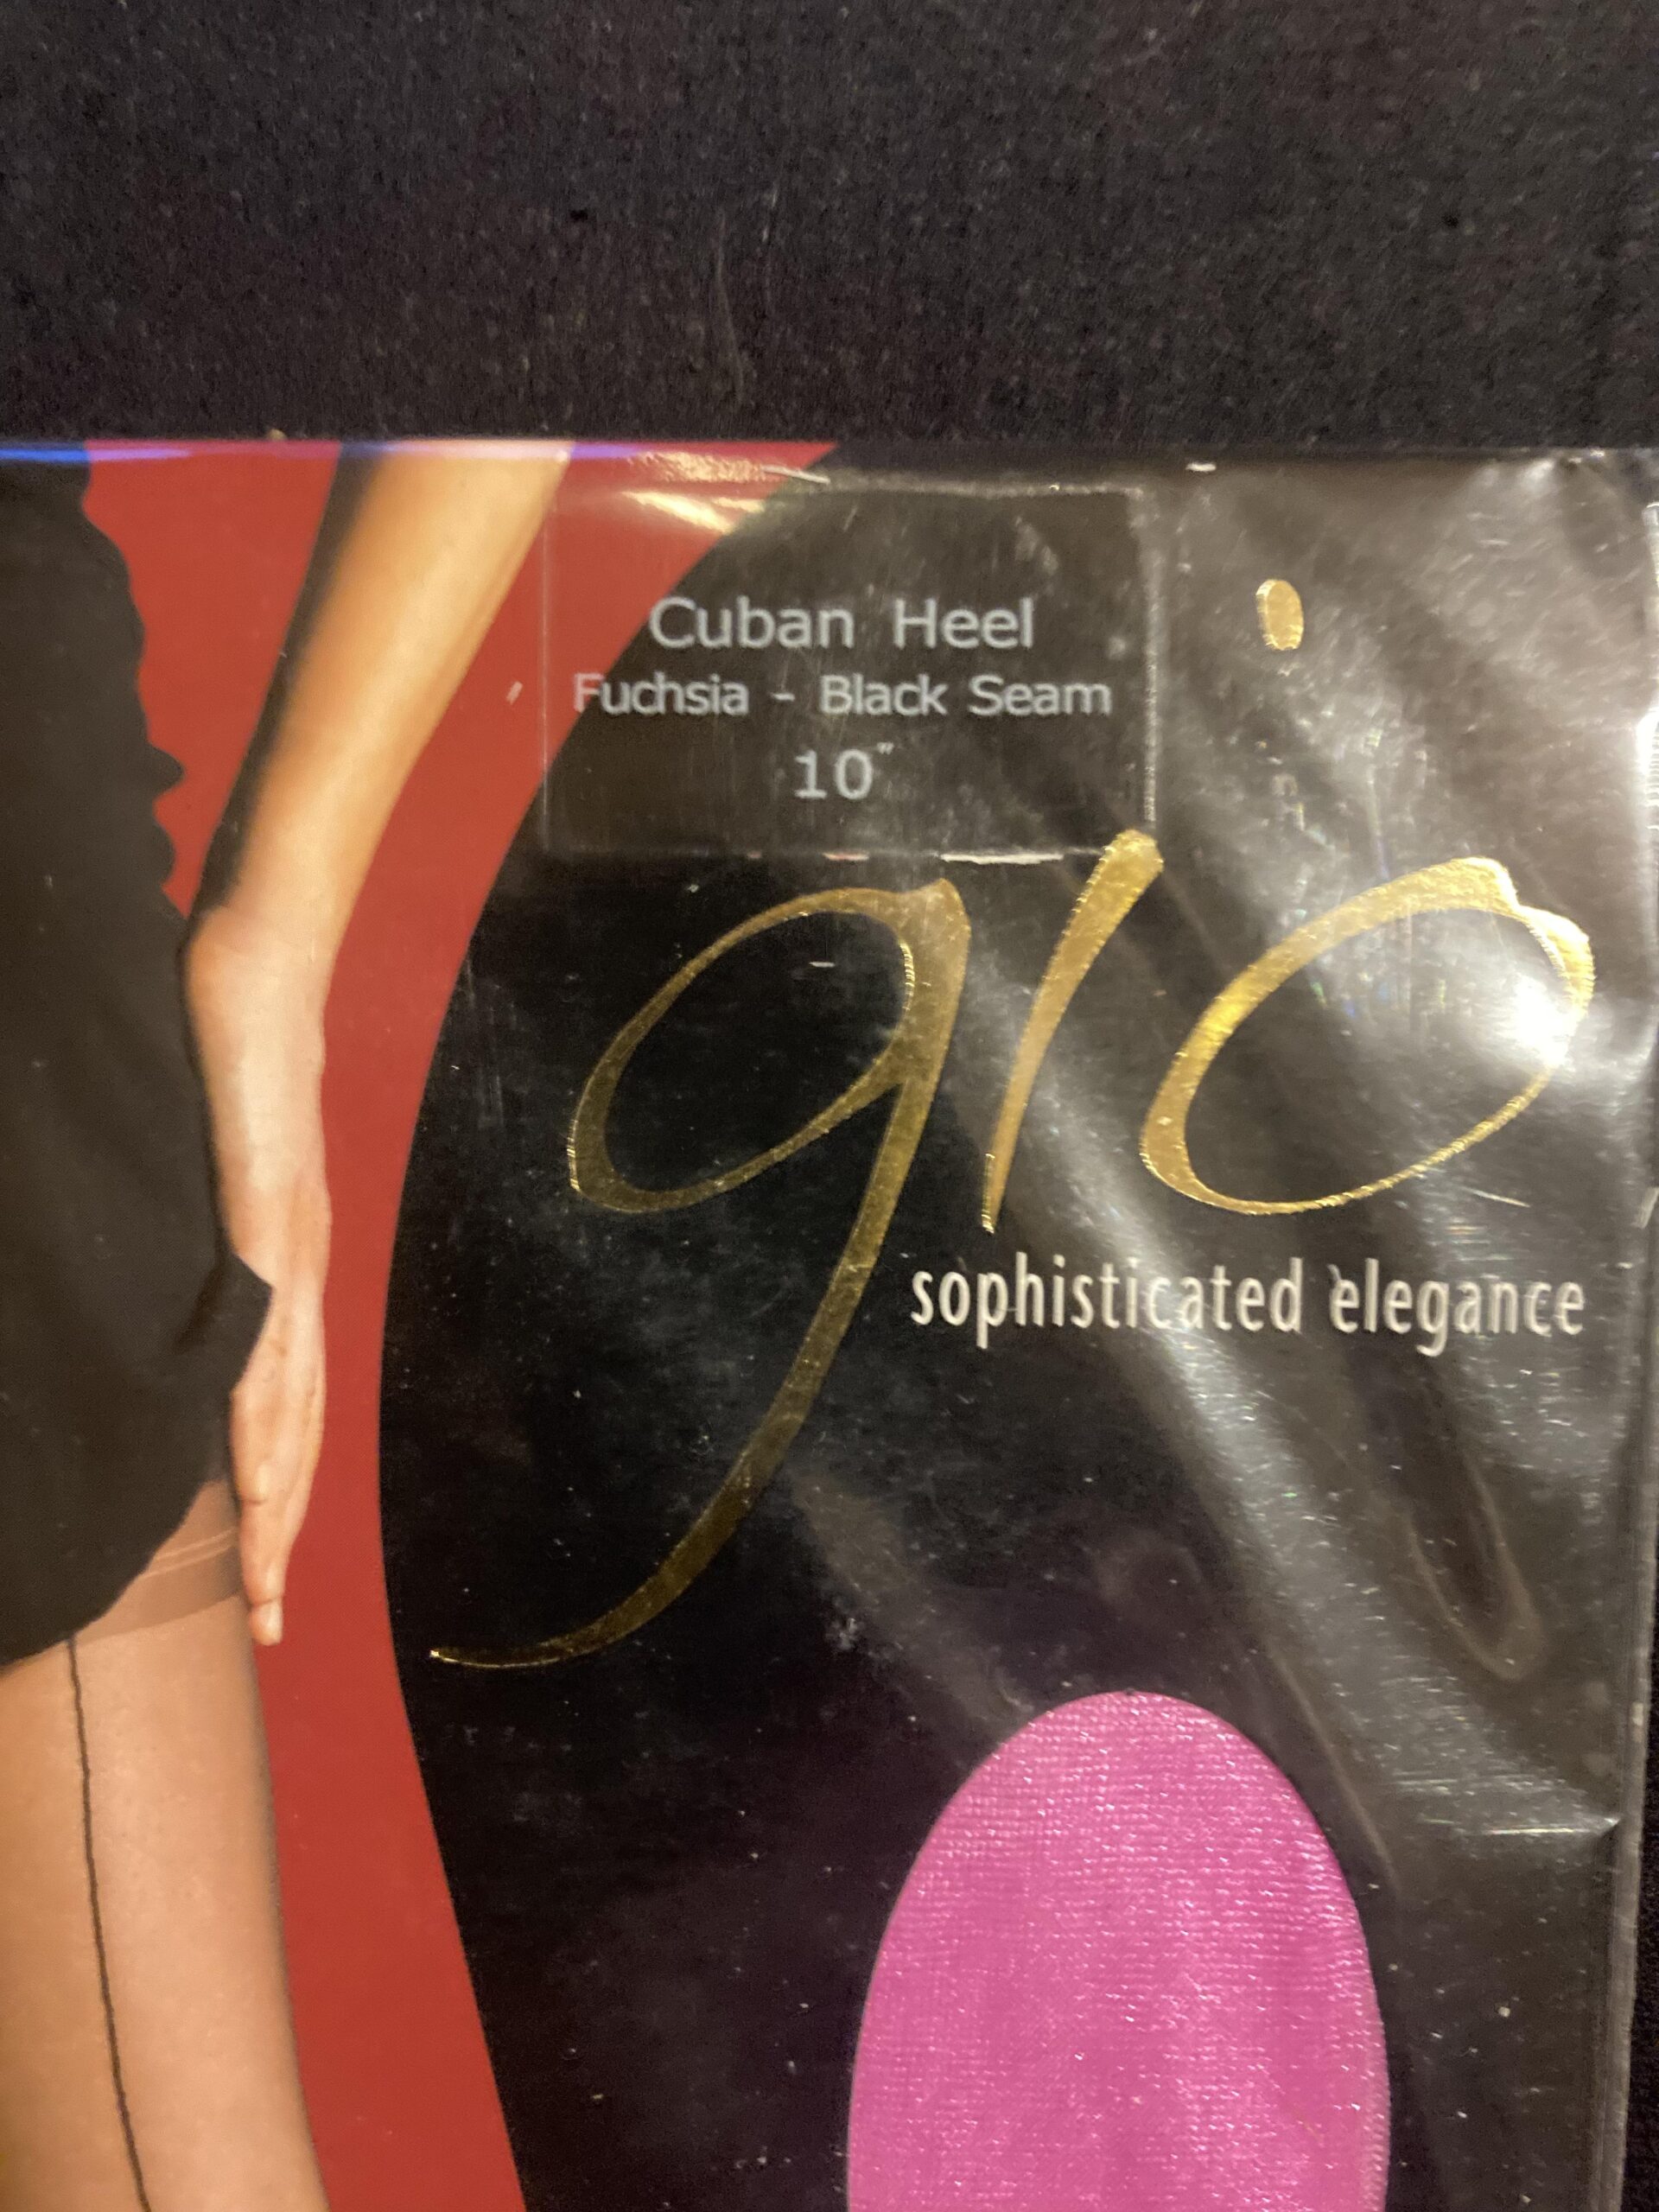 Cuban Heel
Fuchsia - Black Seam
10"
gio
sophisticated elegance